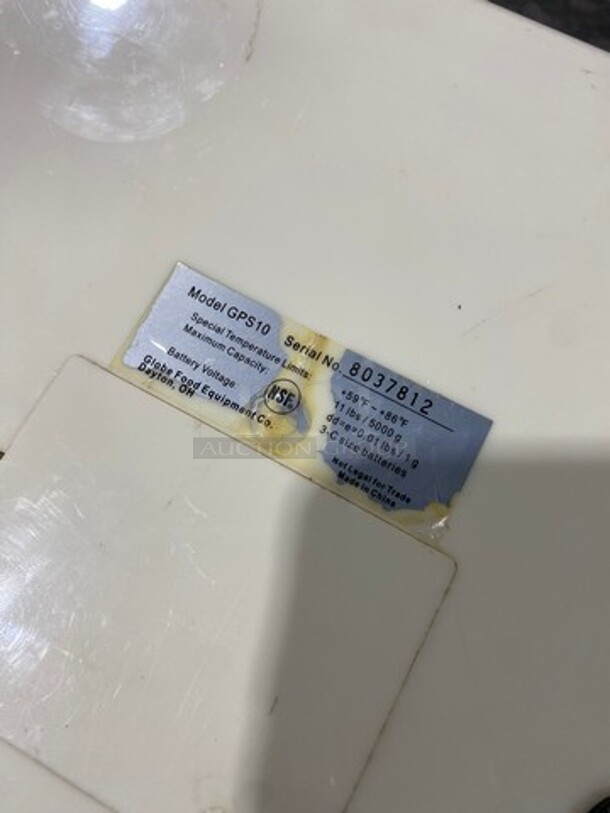 Model GPS10 Serial No. 8037812
Special Temperature Limits: +59°F - +86°F
Maximum Capacity: 11 lbs / 5000 g
dd=e=0.01 lbs / 1 g
Battery Voltage: 3-C size batteries
Globe Food Equipment Co.
Dayton, OH
NSF
Not Legal for Trade
Made in China
AUCTION GROUP